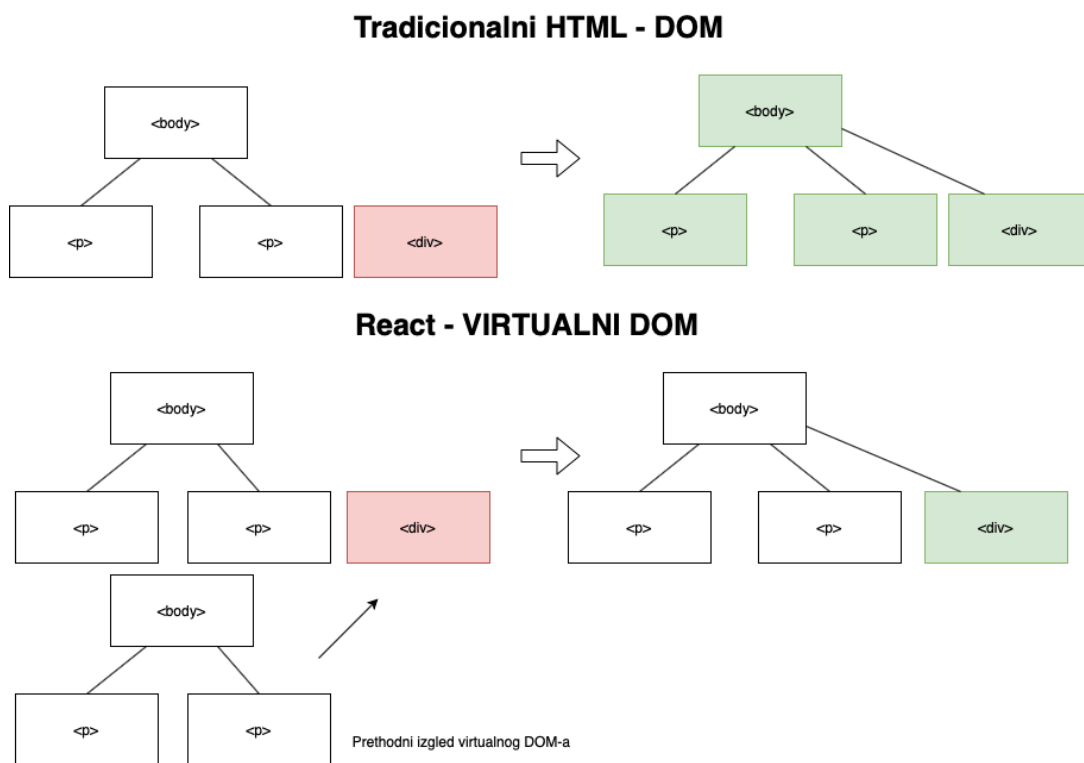 Tradicionalni HTML - DOM
<body>
<body>
<p>
<p>
<div>
<p>
<p>
<div>
React - VIRTUALNI DOM
<body>
<body>
<p>
<p>
<div>
<p>
<p>
<div>
<body>
<p>
<p>
Prethodni izgled virtualnog DOM-a